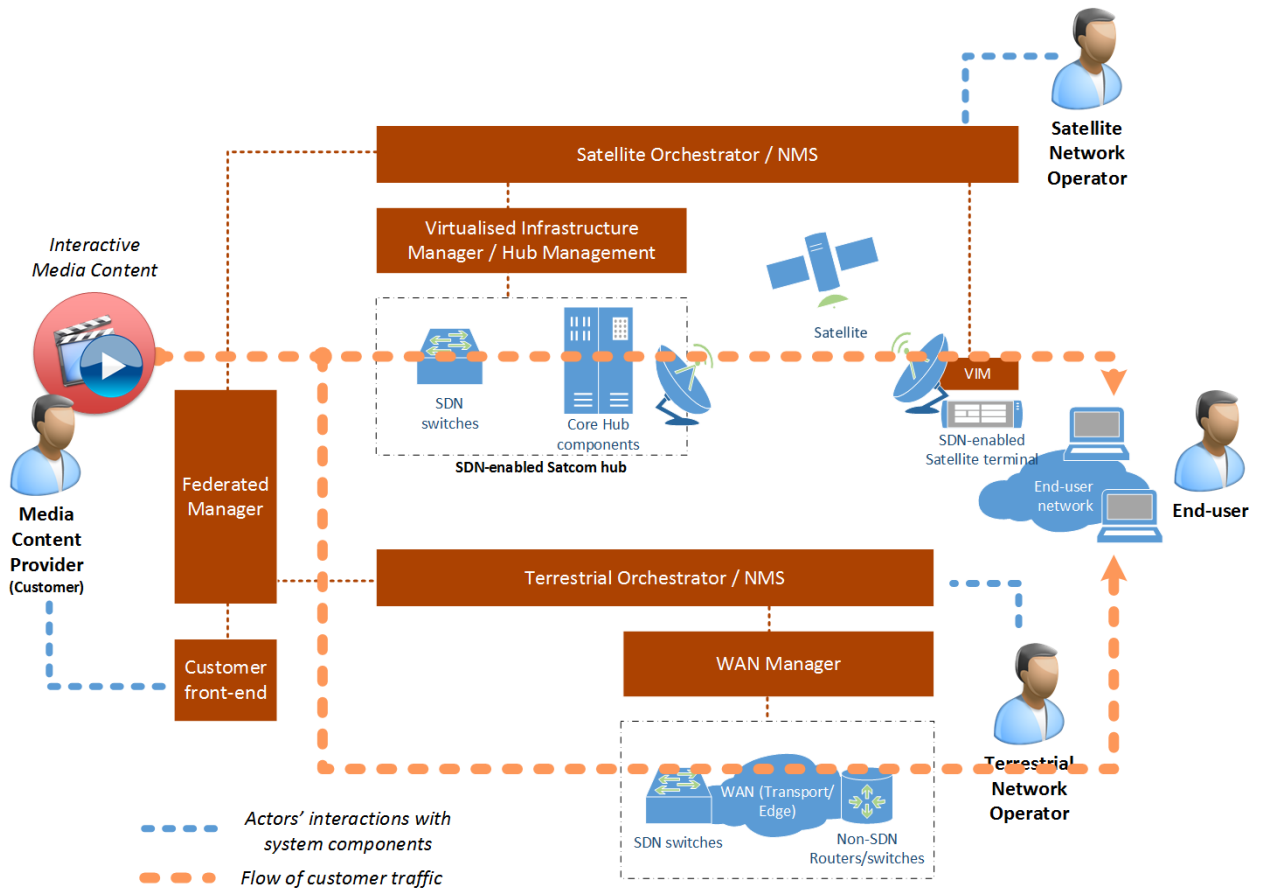 Satellite
Network
Operator
Satellite Orchestrator / NMS
Virtualised Infrastructure
Manager / Hub Management
Interactive
Media Content
Satellite
VIM
SDN
switches
Core Hub
components
SDN-enabled
Satellite terminal
SDN-enabled Satcom hub
Federated
Manager
End-user
network
End-user
Media
Content
Provider
(Customer)
Terrestrial Orchestrator / NMS
Customer
front-end
WAN Manager
Terrestrial
Network
Operator
WAN (Transport/
Edge)
SDN switches
Non-SDN
Routers/switches
Actors' interactions with
system components
Flow of customer traffic